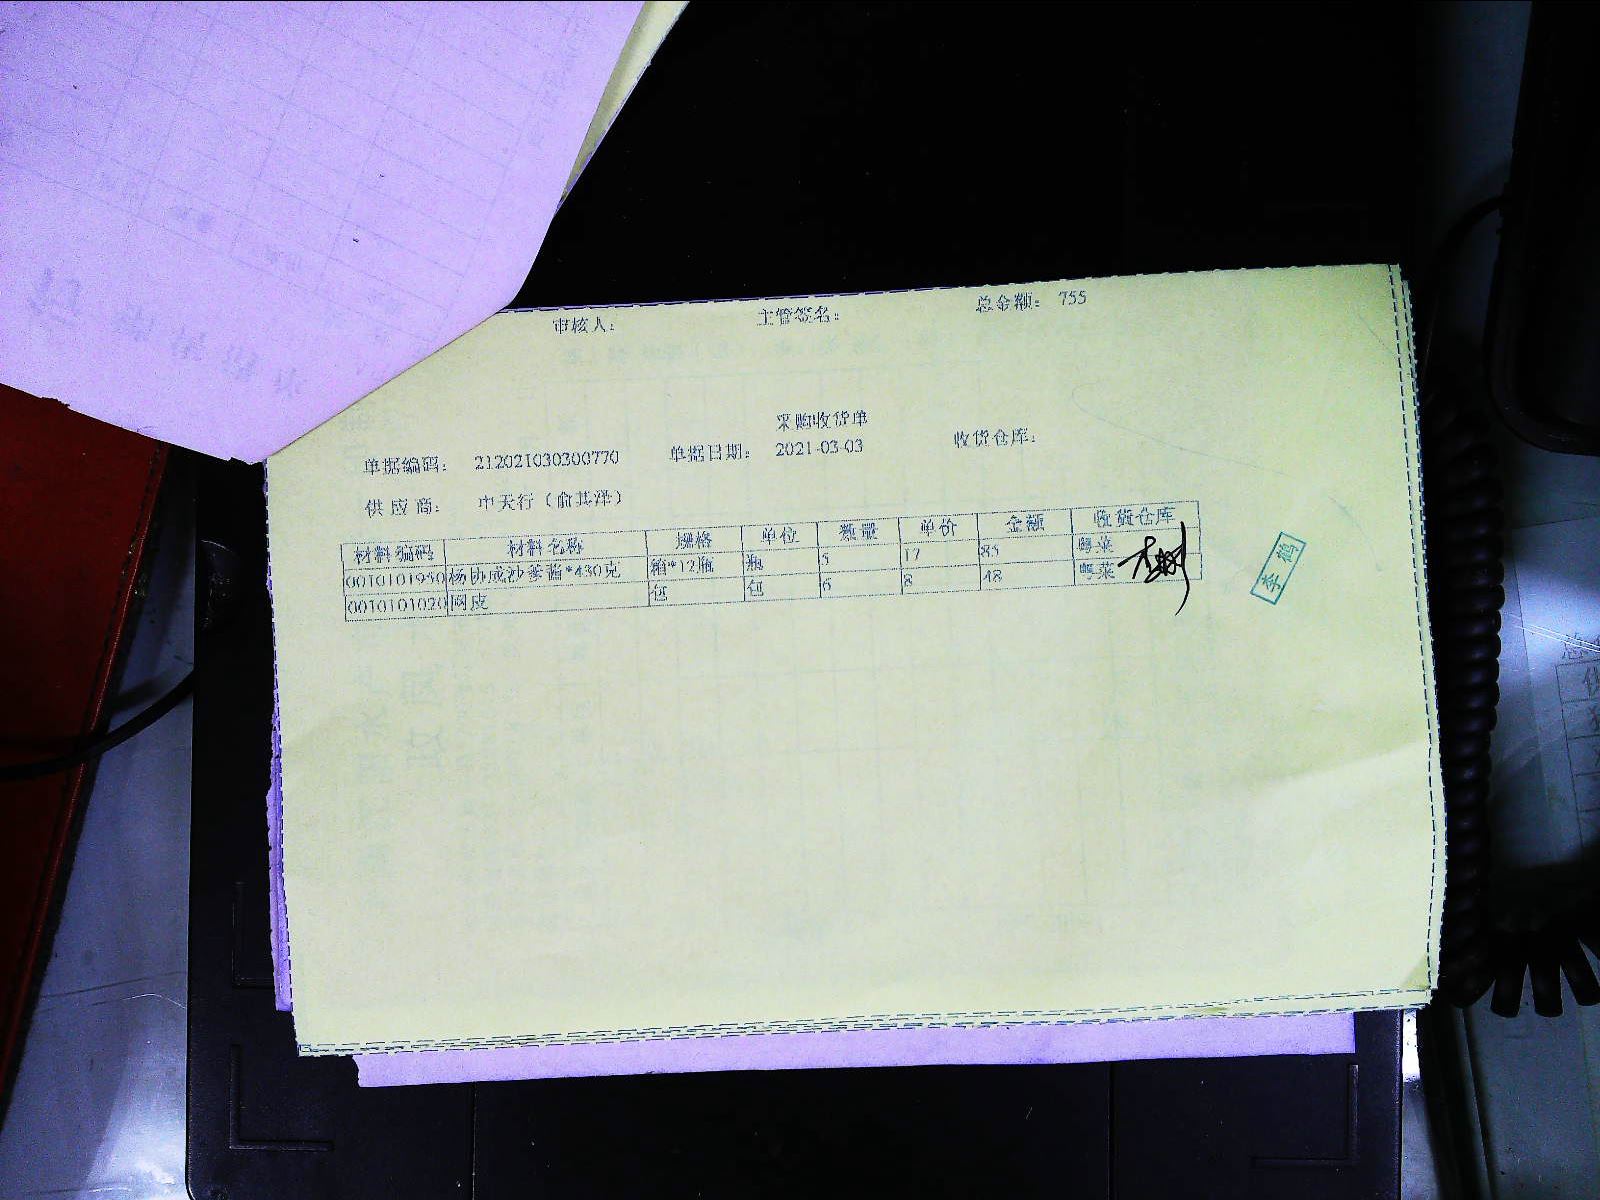 审核人： 主管签名： 总金额： 755
采购收货单
单据编码： 212021030300770 单据日期： 2021-03-03 收货仓库：
供应商： 中天行（俞其洋）
材料编码 材料名称 规格 单位 数量 单价 金额 收货仓库
0010101950 杨协成沙爹酱*430克 箱*12瓶 瓶 5 17 85 粤菜
0010101020 网皮 包 包 6 8 48 粤菜
李鹤